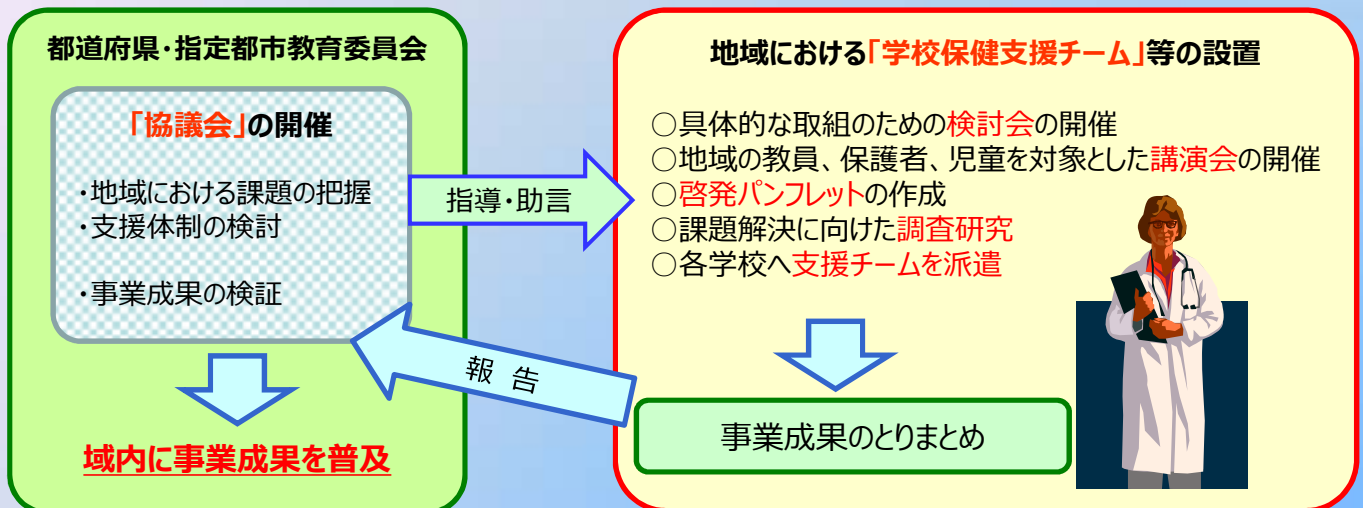 都道府県・指定都市教育委員会
「協議会」の開催
・地域における課題の把握
・支援体制の検討
・事業成果の検証
域内に事業成果を普及
指導・助言
報 告
地域における「学校保健支援チーム」等の設置
○具体的な取組のための検討会の開催
○地域の教員、保護者、児童を対象とした講演会の開催
○啓発パンフレットの作成
○課題解決に向けた調査研究
○各学校へ支援チームを派遣
事業成果のとりまとめ